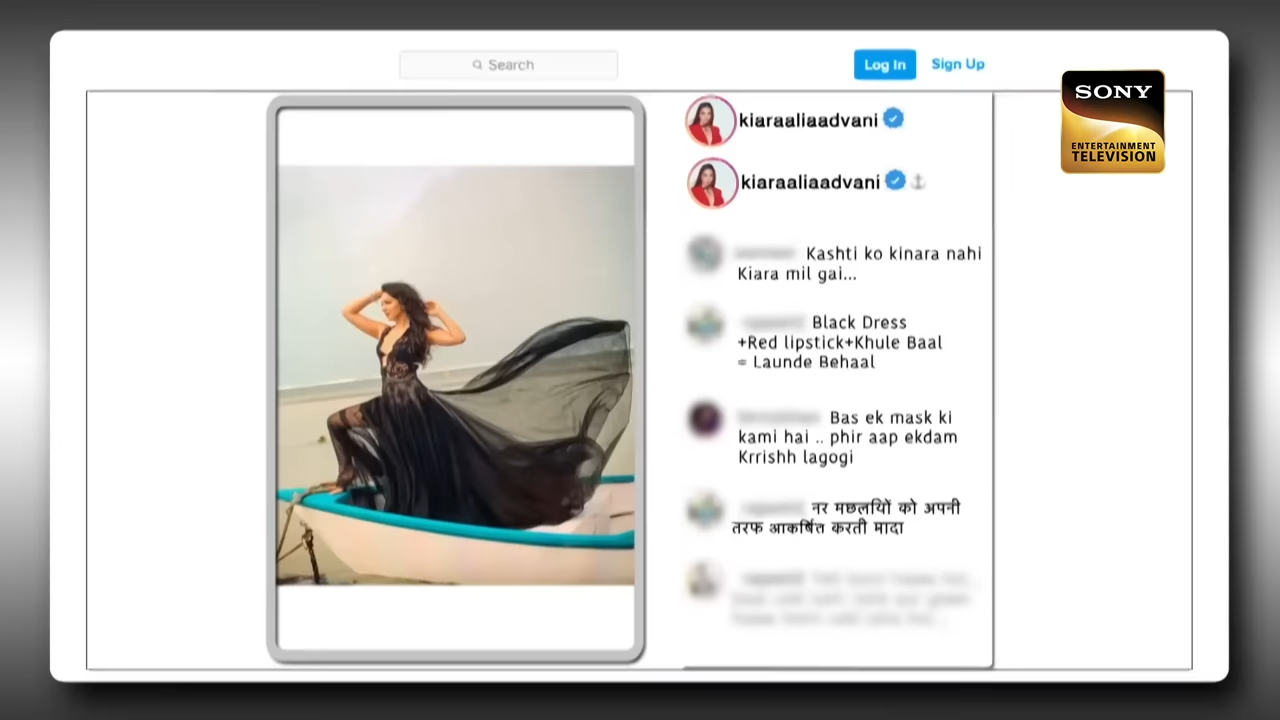 Search
Log In
Sign Up
SONY
ENTERTAINMENT
TELEVISION
kiaraaliaadvani
kiaraaliaadvani
Kashti ko kinara nahi
Kiara mil gai...
Black Dress
+Red lipstick+Khule Baal
= Launde Behaal
Bas ek mask ki
kami hai .. phir aap ekdam
Krrishh lagogi
नर मछलियों को अपनी
तरफ आकर्षित करती मादा